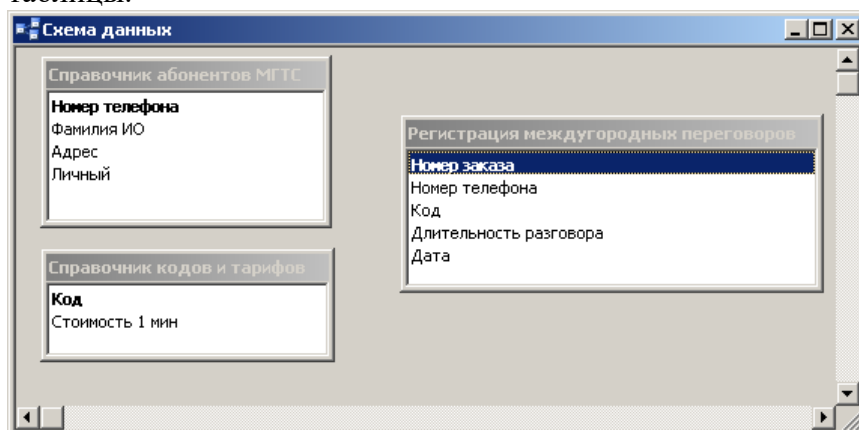 таблицы.
Схема данных
Справочник абонентов МГТС
Номер телефона
Фамилия ИО
Адрес
Личный
Регистрация междугородных переговоров
Номер заказа
Номер телефона
Код
Длительность разговора
Дата
Справочник кодов и тарифов
Код
Стоимость 1 мин